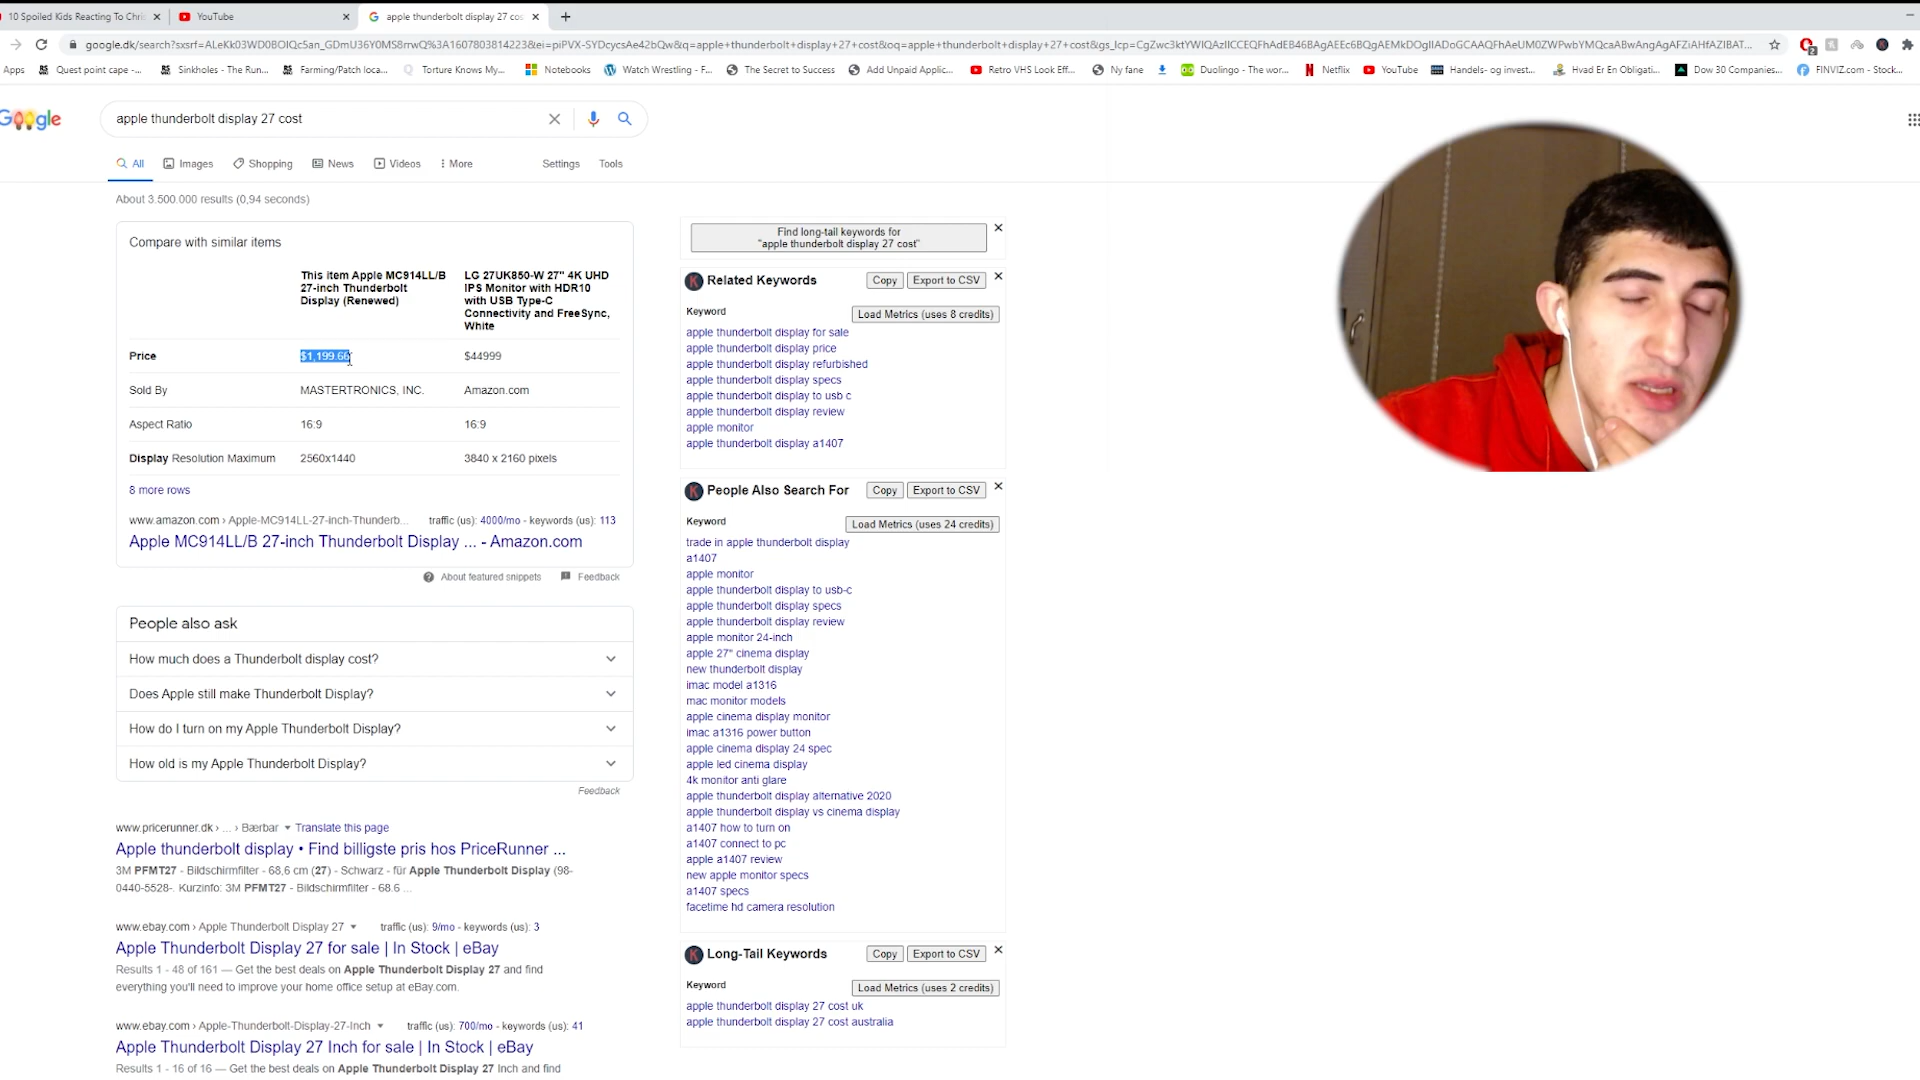 10 Spoiled Kids Reacting To Chri
YouTube
apple thunderbolt display 27 cos
Apps
Quest point cape -...
Sinkholes - The Run...
Farming/Patch loca...
Torture Knows My...
Notebooks
Watch Wrestling - F...
The Secret to Success
Add Unpaid Applic...
Retro VHS Look Eff...
Ny fane
Duolingo - The wor...
Netflix
YouTube
Handels- og invest...
Hvad Er En Obligati...
Dow 30 Companies...
FINVIZ.com - Stock...
Google
apple thunderbolt display 27 cost
All
Images
Shopping
News
Videos
More
Settings
Tools
About 3.500.000 results (0,94 seconds)
Compare with similar items
This item Apple MC914LL/B
27-inch Thunderbolt
Display (Renewed)
LG 27UK850-W 27" 4K UHD
IPS Monitor with HDR10
with USB Type-C
Connectivity and FreeSync,
White
Price $1,199.66 $44999
Sold By MASTERTRONICS, INC. Amazon.com
Aspect Ratio 16:9 16:9
Display Resolution Maximum 2560x1440 3840 x 2160 pixels
8 more rows
www.amazon.com › Apple-MC914LL-27-inch-Thunderb... traffic (us): 4000/mo - keywords (us): 113
Apple MC914LL/B 27-inch Thunderbolt Display ... - Amazon.com
About featured snippets Feedback
People also ask
How much does a Thunderbolt display cost?
Does Apple still make Thunderbolt Display?
How do I turn on my Apple Thunderbolt Display?
How old is my Apple Thunderbolt Display?
Feedback
www.pricerunner.dk › ... › Bærbar Translate this page
Apple thunderbolt display • Find billigste pris hos PriceRunner ...
3M PFMT27 - Bildschirmfilter - 68,6 cm (27) - Schwarz - für Apple Thunderbolt Display (98-
0440-5528-. Kurzinfo: 3M PFMT27 - Bildschirmfilter - 68.6 ...
www.ebay.com › Apple Thunderbolt Display 27 traffic (us): 9/mo - keywords (us): 3
Apple Thunderbolt Display 27 for sale | In Stock | eBay
Results 1 - 48 of 161 — Get the best deals on Apple Thunderbolt Display 27 and find
everything you'll need to improve your home office setup at eBay.com.
www.ebay.com › Apple-Thunderbolt-Display-27-Inch traffic (us): 700/mo - keywords (us): 41
Apple Thunderbolt Display 27 Inch for sale | In Stock | eBay
Results 1 - 16 of 16 — Get the best deals on Apple Thunderbolt Display 27 Inch and find
Find long-tail keywords for
"apple thunderbolt display 27 cost"
Related Keywords Copy Export to CSV
Keyword Load Metrics (uses 8 credits)
apple thunderbolt display for sale
apple thunderbolt display price
apple thunderbolt display refurbished
apple thunderbolt display specs
apple thunderbolt display to usb c
apple thunderbolt display review
apple monitor
apple thunderbolt display a1407
People Also Search For Copy Export to CSV
Keyword Load Metrics (uses 24 credits)
trade in apple thunderbolt display
a1407
apple monitor
apple thunderbolt display to usb-c
apple thunderbolt display specs
apple thunderbolt display review
apple monitor 24-inch
apple 27" cinema display
new thunderbolt display
imac model a1316
mac monitor models
apple cinema display monitor
imac a1316 power button
apple cinema display 24 spec
apple led cinema display
4k monitor anti glare
apple thunderbolt display alternative 2020
apple thunderbolt display vs cinema display
a1407 how to turn on
a1407 connect to pc
apple a1407 review
new apple monitor specs
a1407 specs
facetime hd camera resolution
Long-Tail Keywords Copy Export to CSV
Keyword Load Metrics (uses 2 credits)
apple thunderbolt display 27 cost uk
apple thunderbolt display 27 cost australia